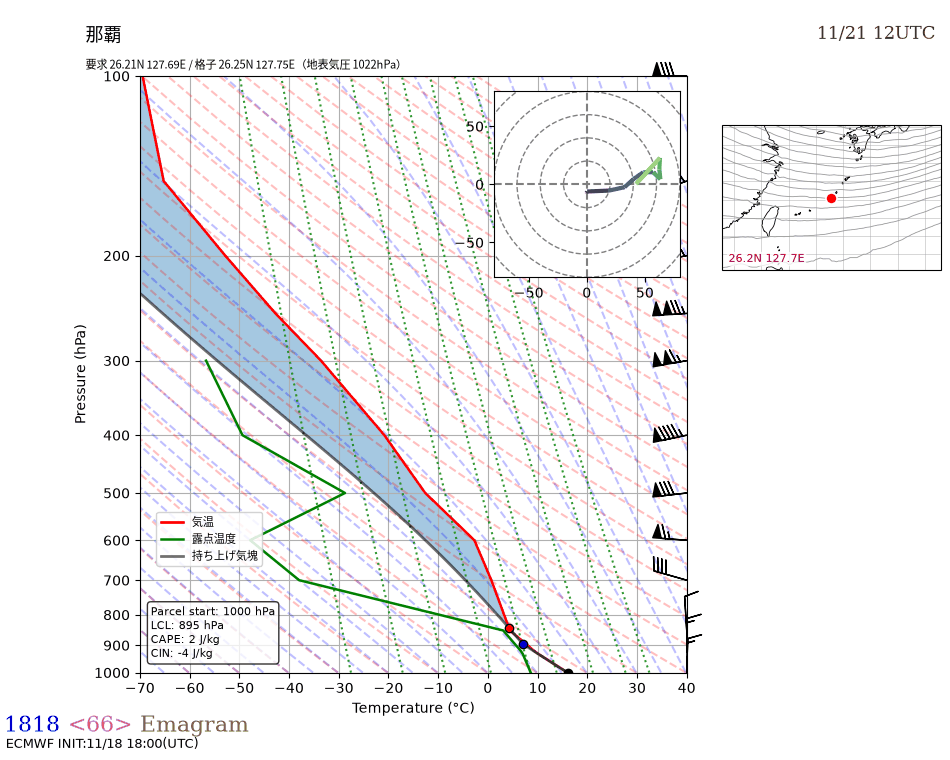 那覇
11/21 12UTC
要求 26.21N 127.69E / 格子 26.25N 127.75E（地表気圧 1022hPa）
100
200
300
400
500
600
700
800
900
1000
Pressure (hPa)
50
0
−50
−50 0 50
26.2N 127.7E
気温
露点温度
持ち上げ気塊
Parcel start: 1000 hPa
LCL: 895 hPa
CAPE: 2 J/kg
CIN: -4 J/kg
−70 −60 −50 −40 −30 −20 −10 0 10 20 30 40
Temperature (°C)
1818 <66> Emagram
ECMWF INIT:11/18 18:00(UTC)